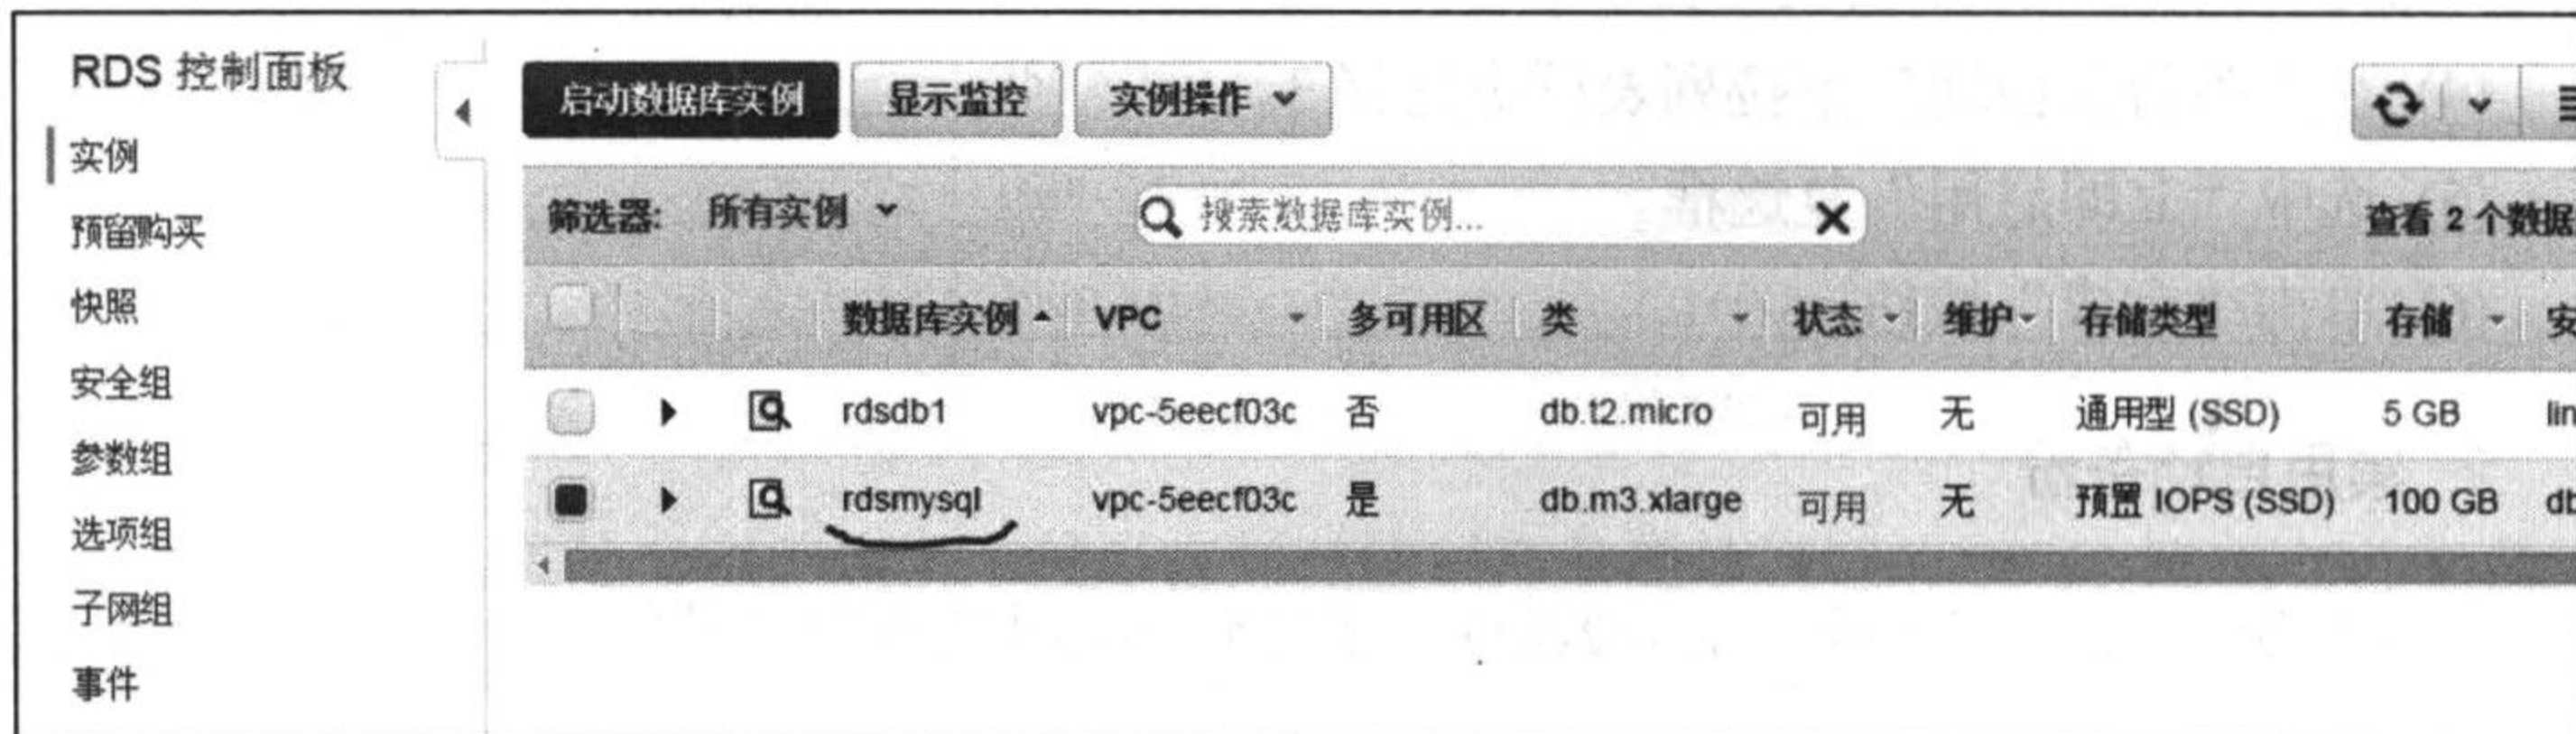 RDS 控制面板
实例
预留购买
快照
安全组
参数组
选项组
子网组
事件
启动数据库实例 显示监控 实例操作
筛选器: 所有实例 搜索数据库实例... 查看 2 个数据
数据库实例 VPC 多可用区 类 状态 维护 存储类型 存储 安
rdsdb1 vpc-5eecf03c 否 db.t2.micro 可用 无 通用型 (SSD) 5 GB lin
rdsmysql vpc-5eecf03c 是 db.m3.xlarge 可用 无 预置 IOPS (SSD) 100 GB db